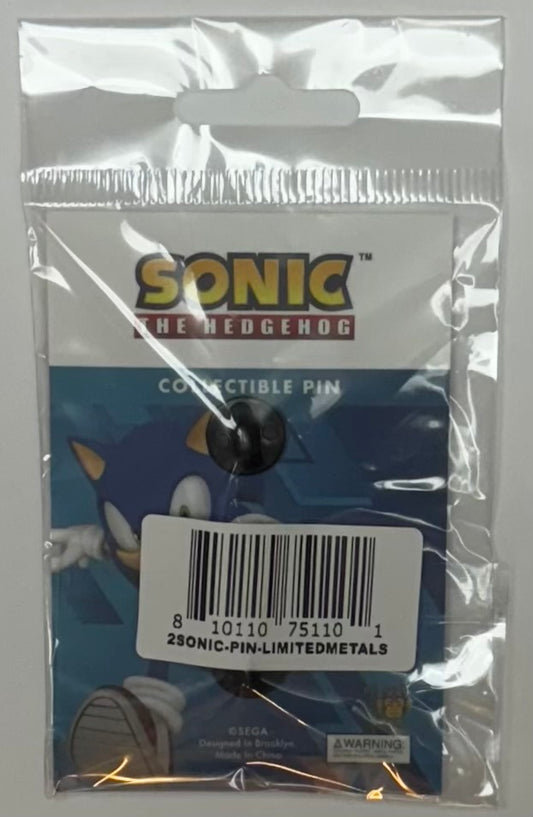 SONIC™
THE HEDGEHOG
COLLECTIBLE PIN
8 10110 75110 1
2SONIC-PIN-LIMITEDMETALS
©SEGA
Designed in Brooklyn.
Made in China
⚠WARNING: